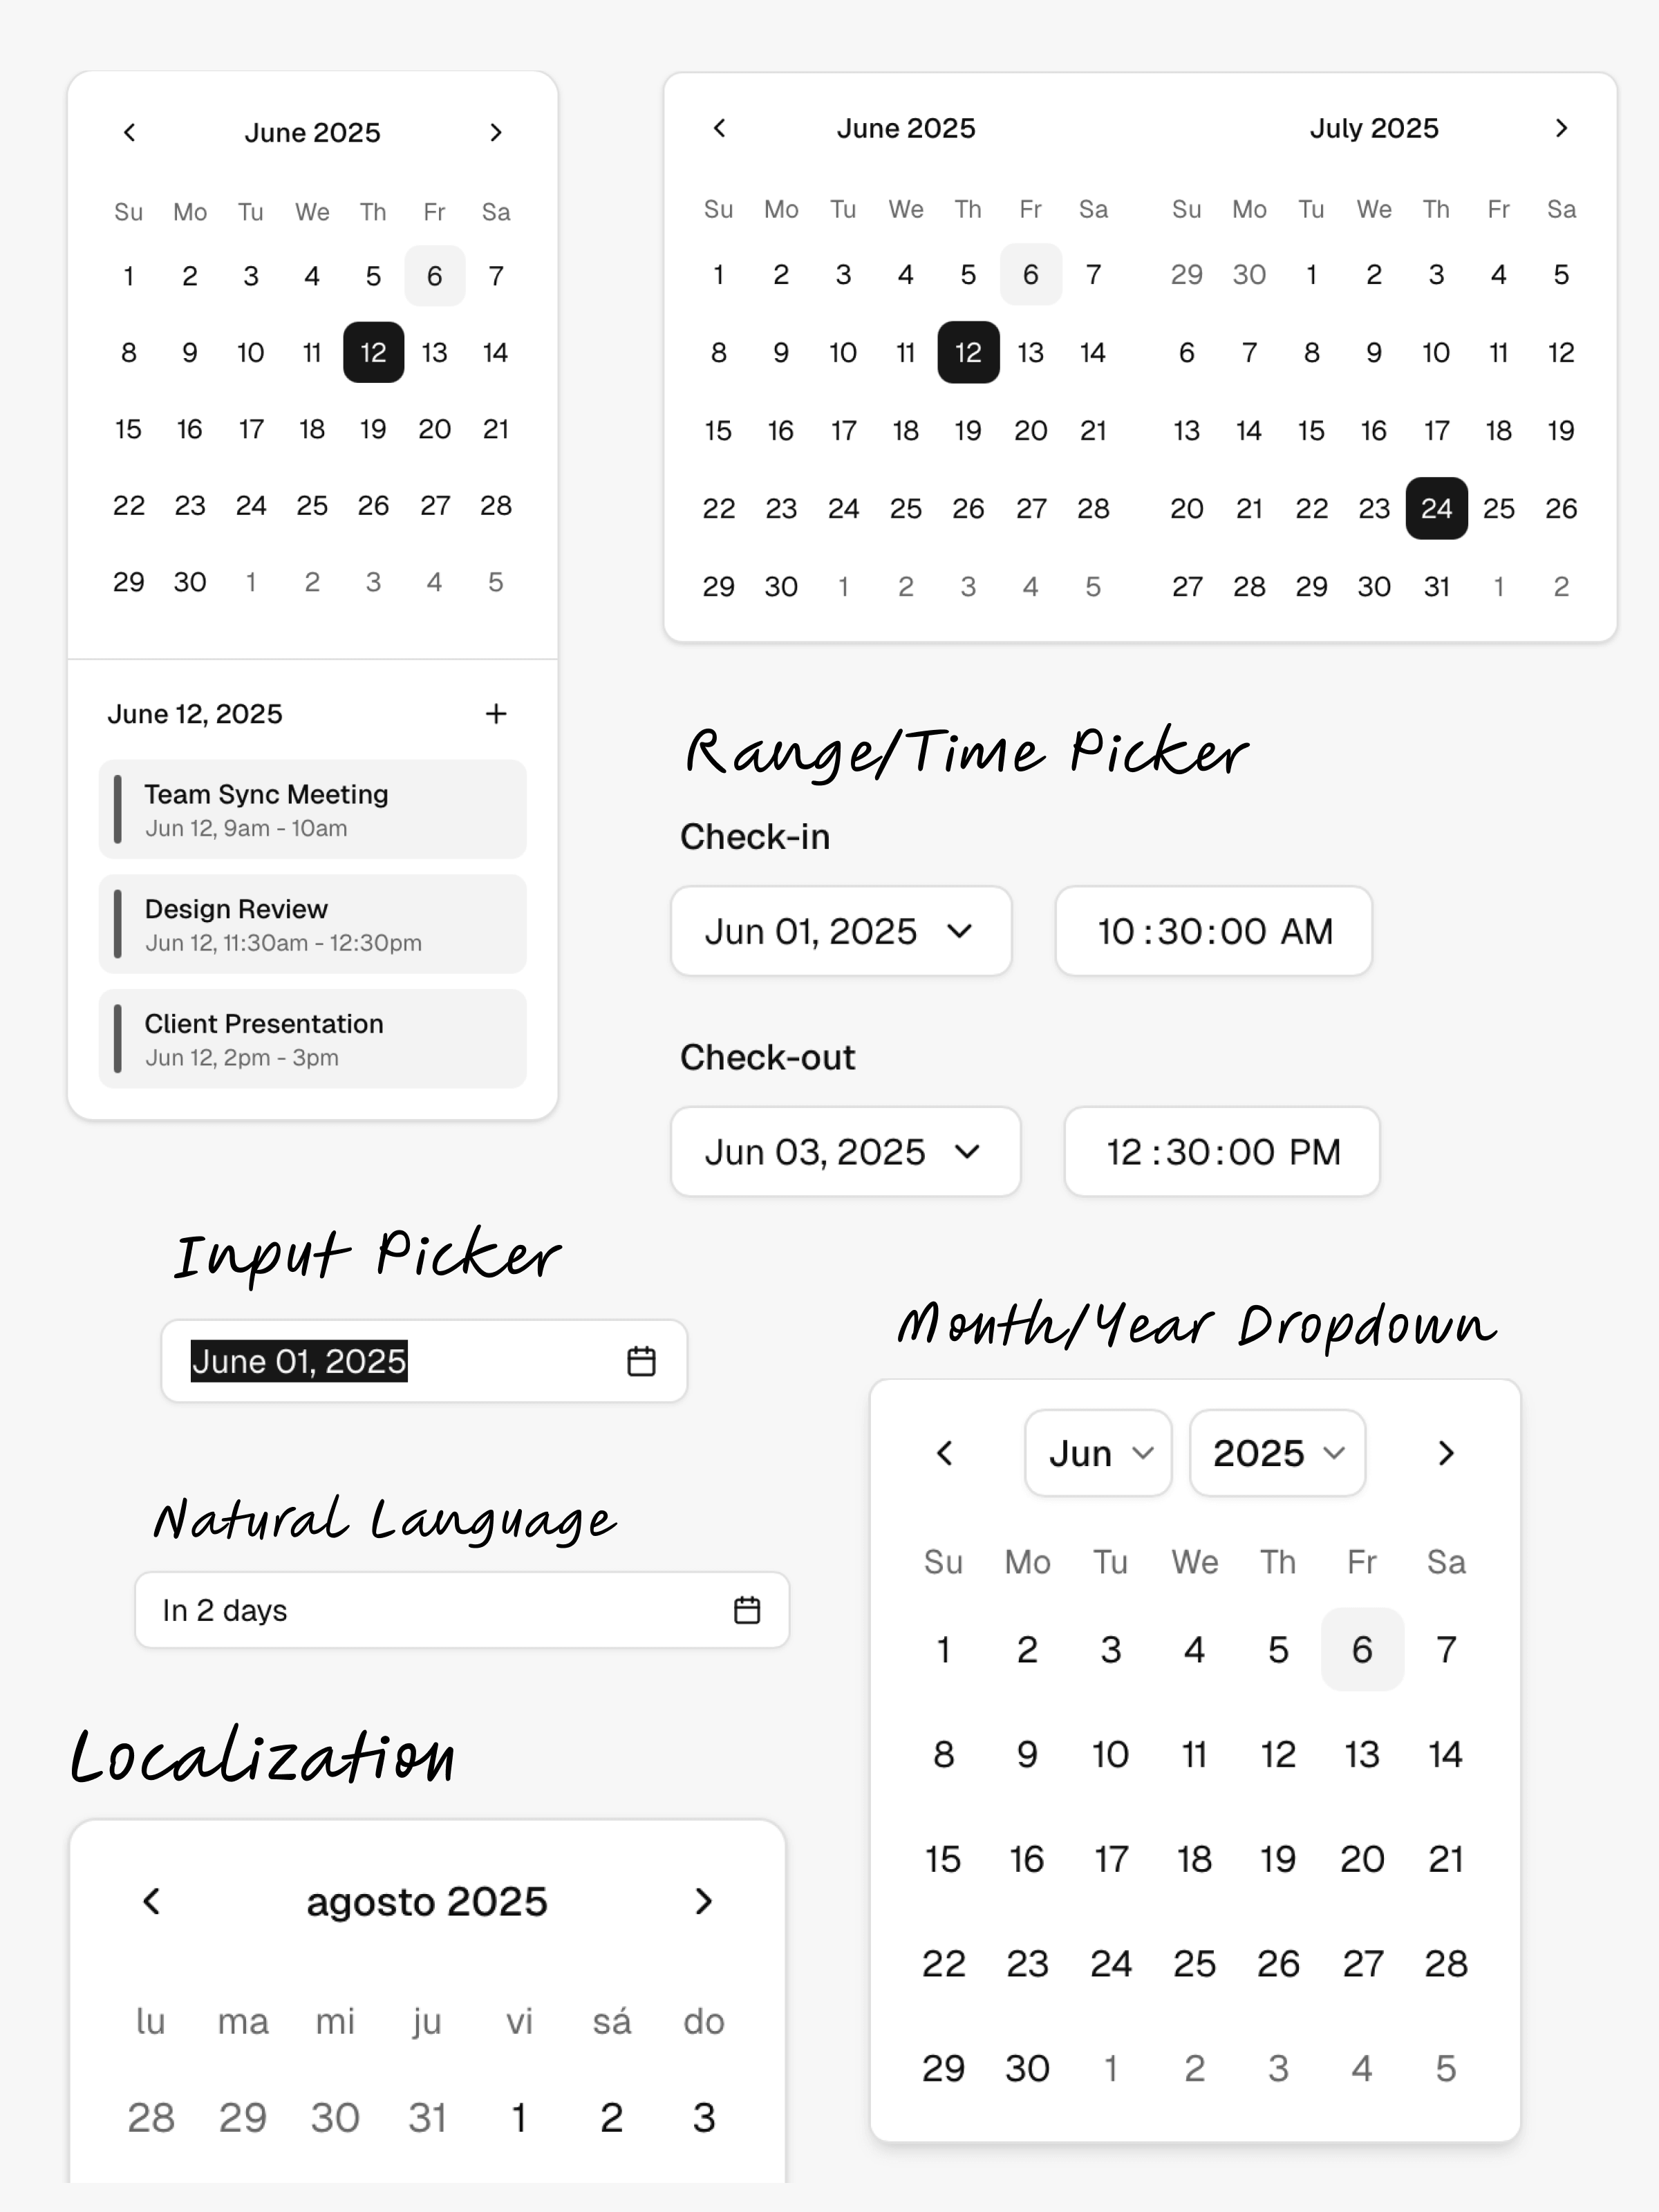 June 2025
Su Mo Tu We Th Fr Sa
1 2 3 4 5 6 7
8 9 10 11 12 13 14
15 16 17 18 19 20 21
22 23 24 25 26 27 28
29 30 1 2 3 4 5
June 12, 2025 +
Team Sync Meeting
Jun 12, 9am - 10am
Design Review
Jun 12, 11:30am - 12:30pm
Client Presentation
Jun 12, 2pm - 3pm
June 2025
Su Mo Tu We Th Fr Sa
1 2 3 4 5 6 7
8 9 10 11 12 13 14
15 16 17 18 19 20 21
22 23 24 25 26 27 28
29 30 1 2 3 4 5
July 2025
Su Mo Tu We Th Fr Sa
29 30 1 2 3 4 5
6 7 8 9 10 11 12
13 14 15 16 17 18 19
20 21 22 23 24 25 26
27 28 29 30 31 1 2
Range/Time Picker
Check-in
Jun 01, 2025 10:30:00 AM
Check-out
Jun 03, 2025 12:30:00 PM
Input Picker
June 01, 2025
Natural Language
In 2 days
Month/Year Dropdown
Jun 2025
Su Mo Tu We Th Fr Sa
1 2 3 4 5 6 7
8 9 10 11 12 13 14
15 16 17 18 19 20 21
22 23 24 25 26 27 28
29 30 1 2 3 4 5
Localization
agosto 2025
lu ma mi ju vi sá do
28 29 30 31 1 2 3